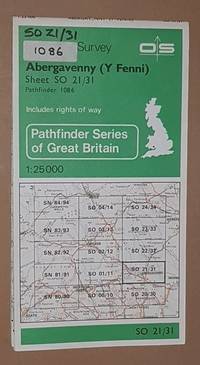 SO 21/31
1086
Survey
OS
Abergavenny (Y Fenni)
Sheet SO 21/31
Pathfinder 1086
Includes rights of way
Pathfinder Series
of Great Britain
1:25 000
SN 84/94
SO 04/14
SO 24/34
SN 83/93
SO 03/13
SO 23/33
SN 82/92
SO 02/12
SO 22/32
SN 81/91
SO 01/11
SO 21/31
SN 80/90
SO 00/10
SO 20/30
SO 21/31